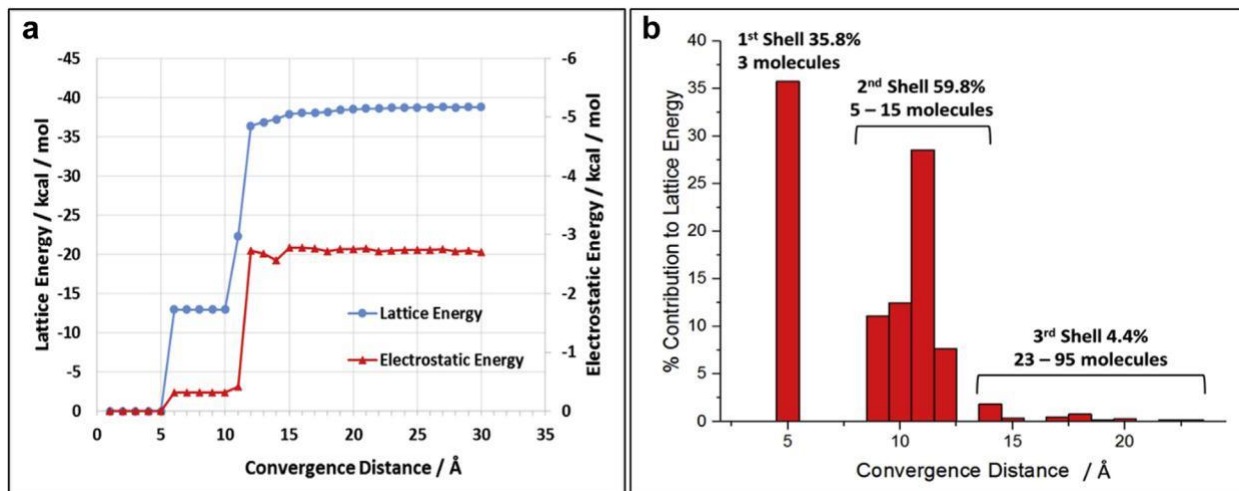 a
-45
-40
-35
-30
-25
-20
-15
-10
-5
0
Lattice Energy / kcal / mol
-6
-5
-4
-3
-2
-1
0
Electrostatic Energy / kcal / mol
Lattice Energy
Electrostatic Energy
0 5 10 15 20 25 30 35
Convergence Distance / Å
b
40
35
30
25
20
15
10
5
0
% Contribution to Lattice Energy
1st Shell 35.8%
3 molecules
2nd Shell 59.8%
5 – 15 molecules
3rd Shell 4.4%
23 – 95 molecules
5 10 15 20
Convergence Distance / Å